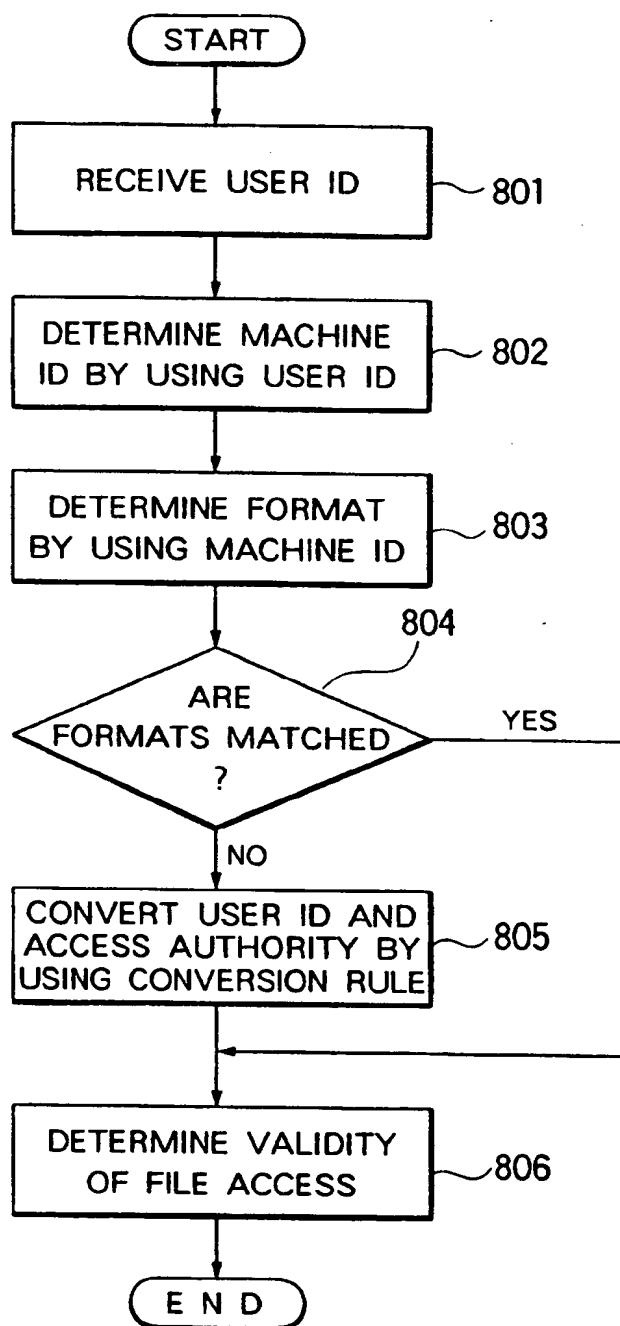 START
RECEIVE USER ID
801
DETERMINE MACHINE
ID BY USING USER ID
802
DETERMINE FORMAT
BY USING MACHINE ID
803
804
ARE
FORMATS MATCHED
?
YES
NO
CONVERT USER ID AND
ACCESS AUTHORITY BY
USING CONVERSION RULE
805
DETERMINE VALIDITY
OF FILE ACCESS
806
E N D